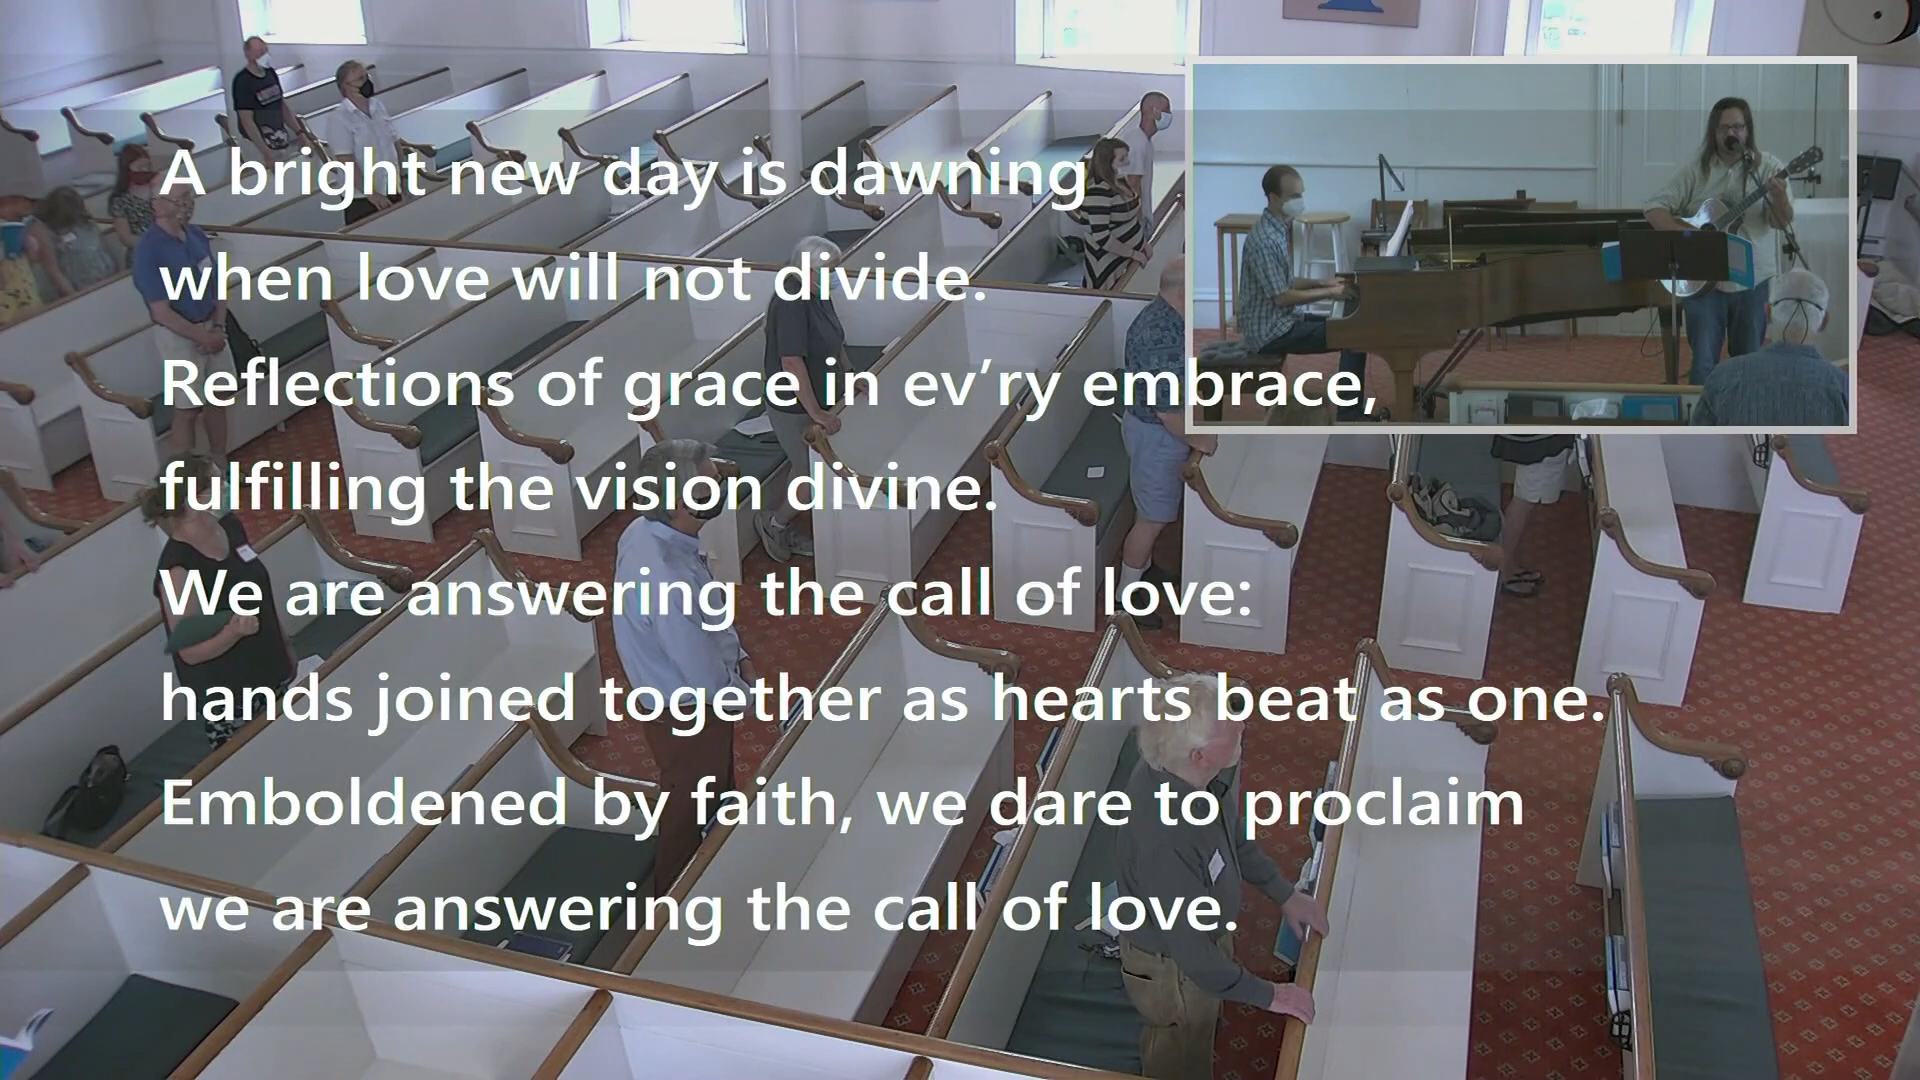 A bright new day is dawning
when love will not divide.
Reflections of grace in ev’ry embrace,
fulfilling the vision divine.
We are answering the call of love:
hands joined together as hearts beat as one.
Emboldened by faith, we dare to proclaim
we are answering the call of love.